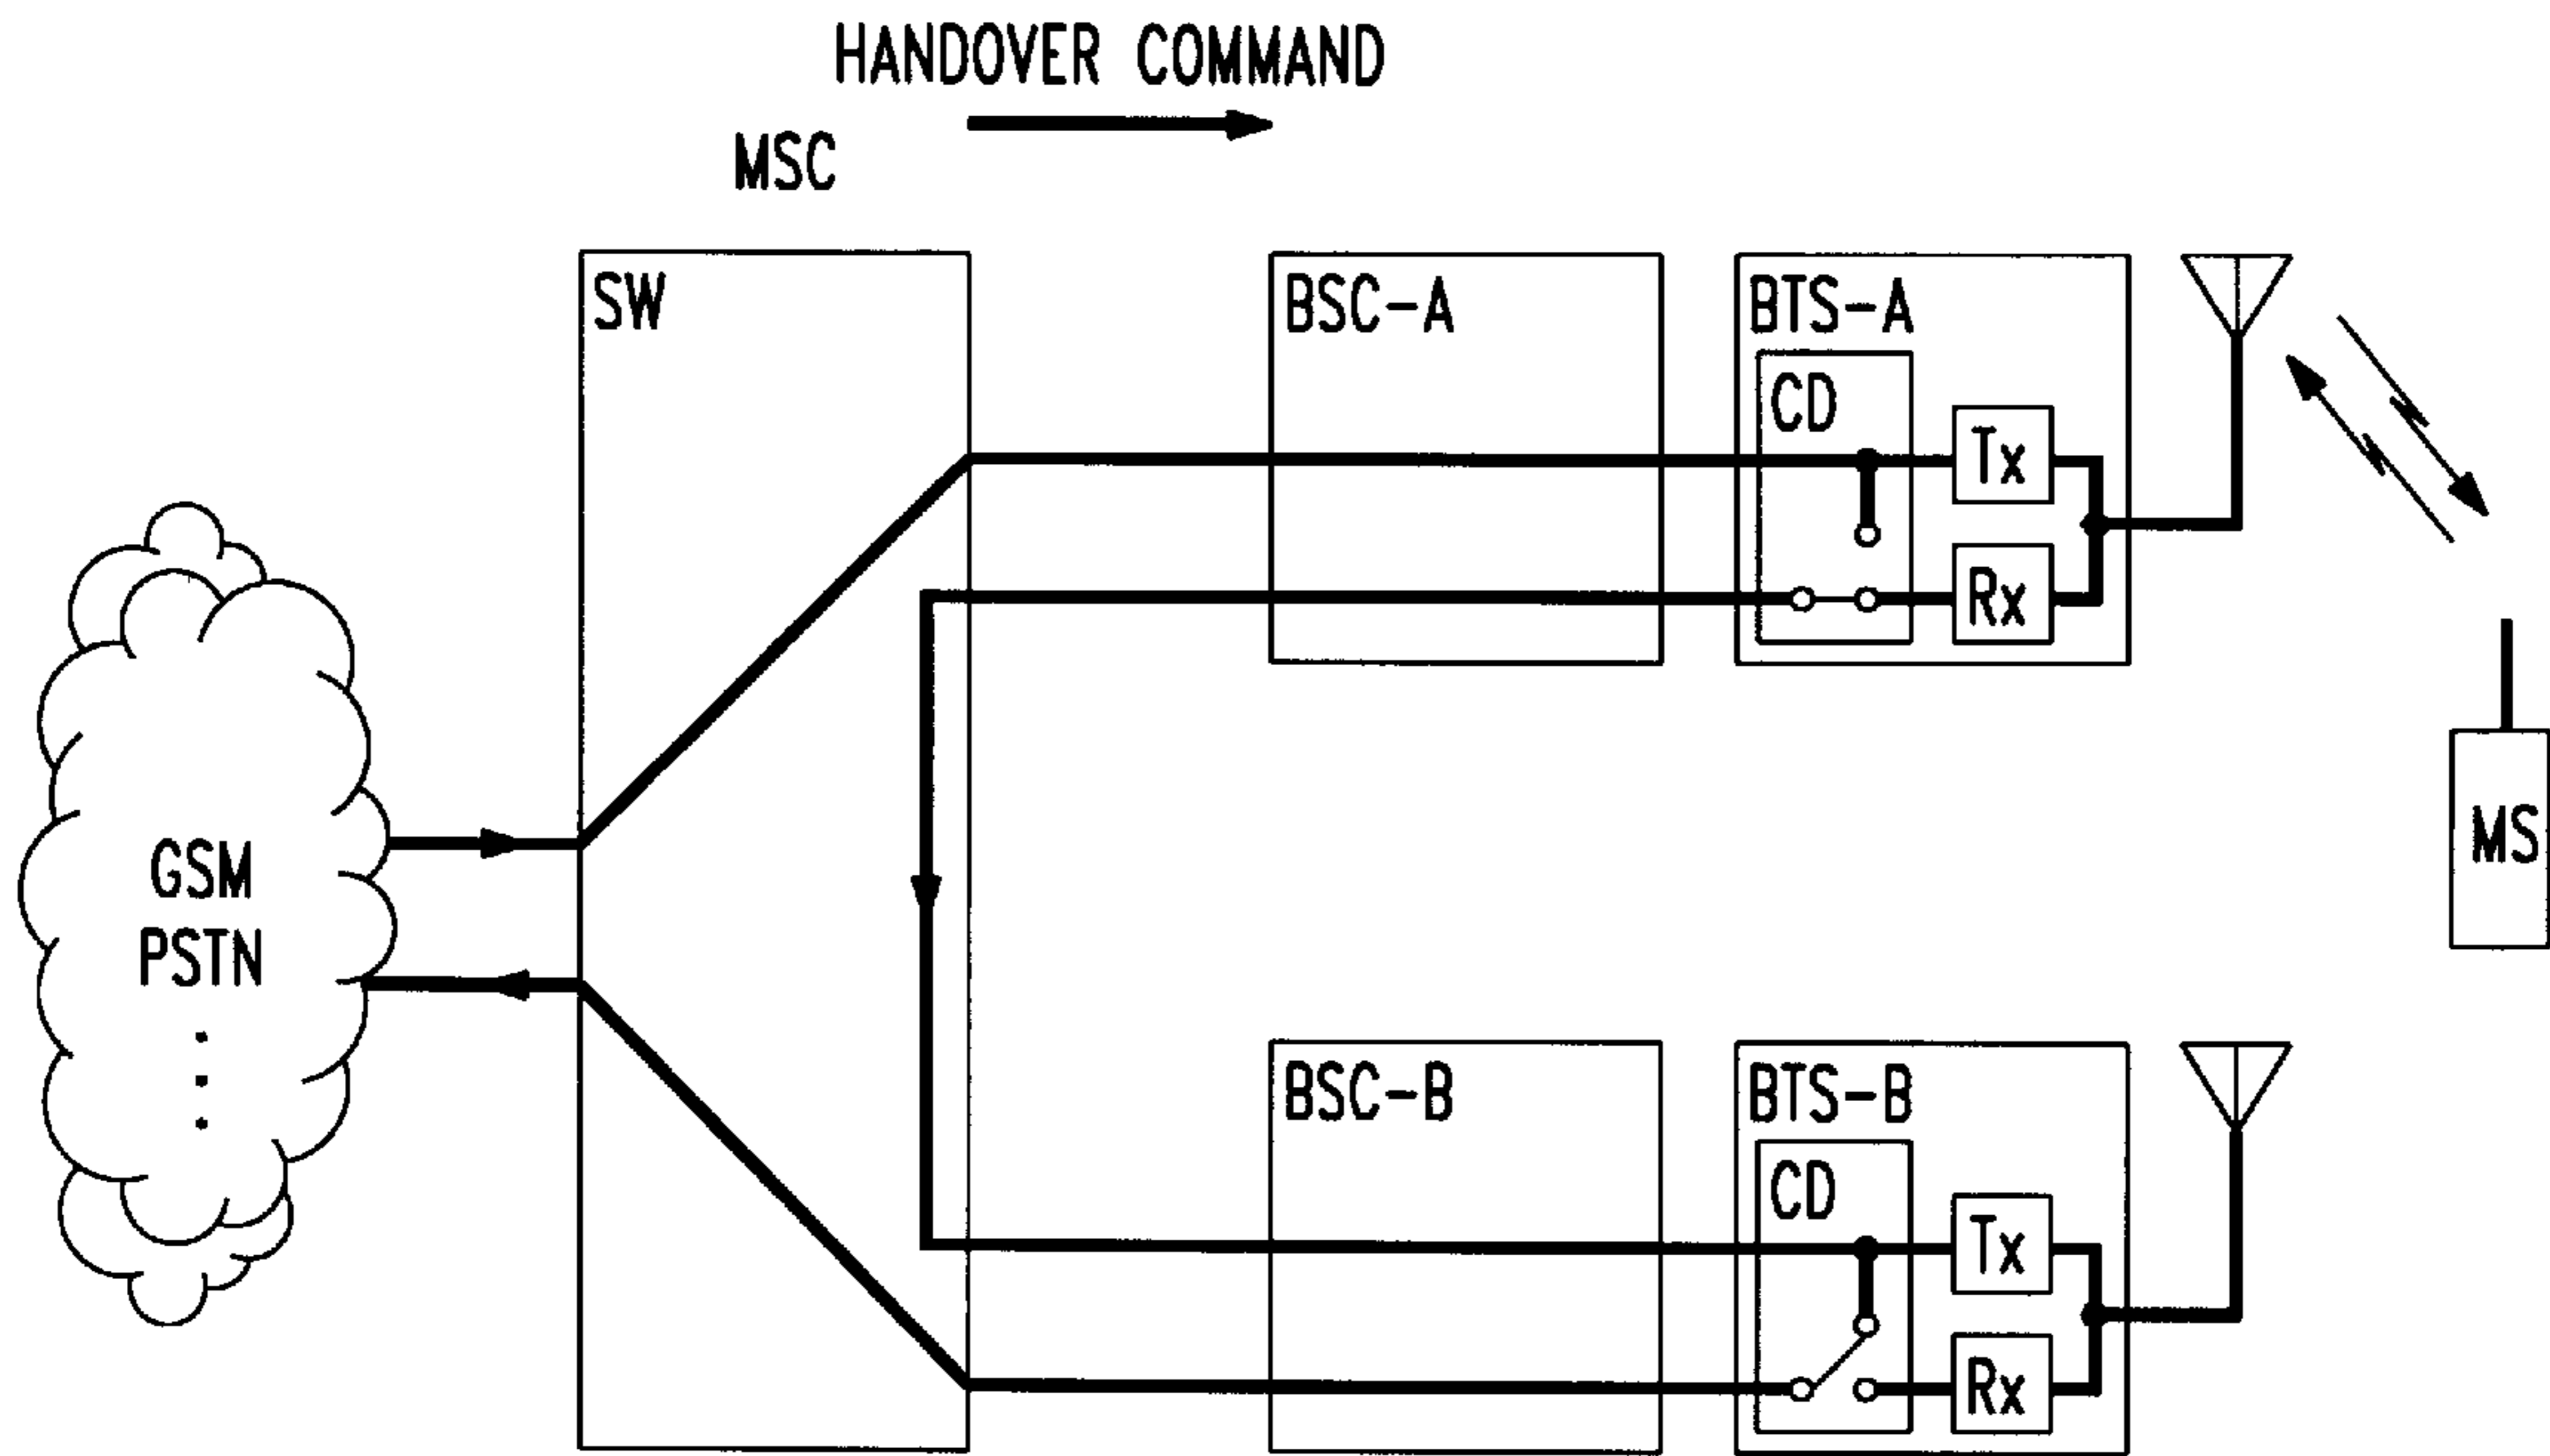 HANDOVER COMMAND
MSC
SW
BSC-A
BTS-A
CD
Tx
Rx
GSM
PSTN
MS
BSC-B
BTS-B
CD
Tx
Rx